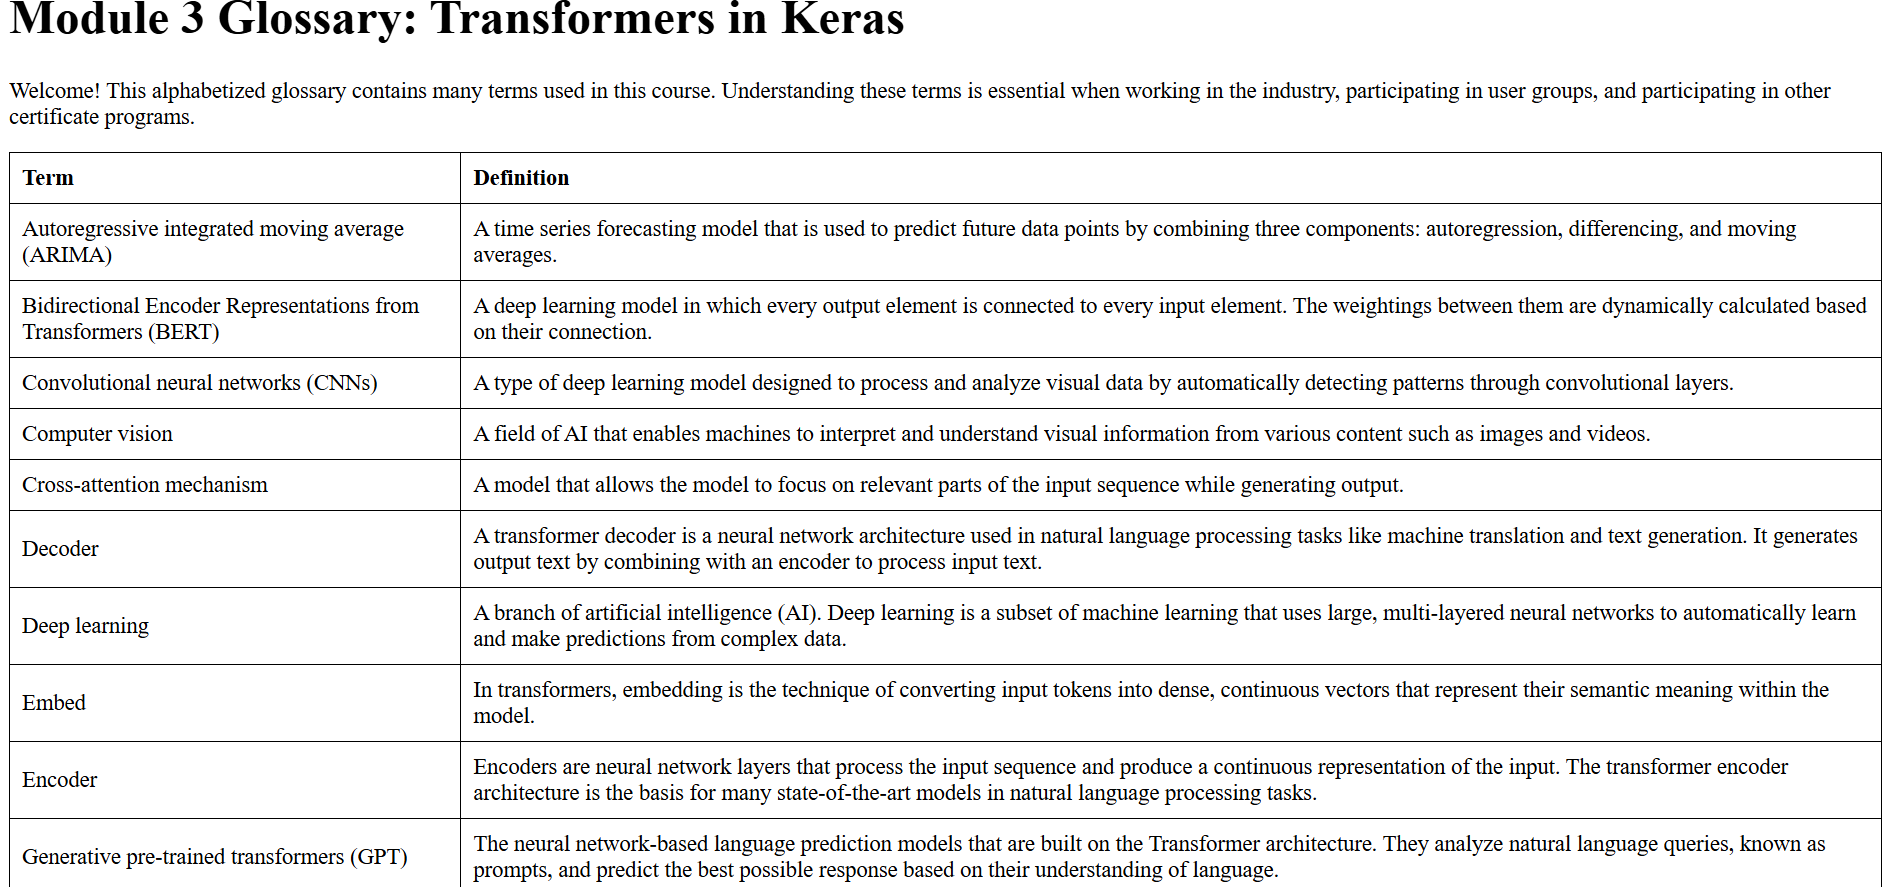 Module 3 Glossary: Transformers in Keras
Welcome! This alphabetized glossary contains many terms used in this course. Understanding these terms is essential when working in the industry, participating in user groups, and participating in other
certificate programs.
Term
Definition
Autoregressive integrated moving average
(ARIMA)
A time series forecasting model that is used to predict future data points by combining three components: autoregression, differencing, and moving
averages.
Bidirectional Encoder Representations from
Transformers (BERT)
A deep learning model in which every output element is connected to every input element. The weightings between them are dynamically calculated based
on their connection.
Convolutional neural networks (CNNs)
A type of deep learning model designed to process and analyze visual data by automatically detecting patterns through convolutional layers.
Computer vision
A field of AI that enables machines to interpret and understand visual information from various content such as images and videos.
Cross-attention mechanism
A model that allows the model to focus on relevant parts of the input sequence while generating output.
Decoder
A transformer decoder is a neural network architecture used in natural language processing tasks like machine translation and text generation. It generates
output text by combining with an encoder to process input text.
Deep learning
A branch of artificial intelligence (AI). Deep learning is a subset of machine learning that uses large, multi-layered neural networks to automatically learn
and make predictions from complex data.
Embed
In transformers, embedding is the technique of converting input tokens into dense, continuous vectors that represent their semantic meaning within the
model.
Encoder
Encoders are neural network layers that process the input sequence and produce a continuous representation of the input. The transformer encoder
architecture is the basis for many state-of-the-art models in natural language processing tasks.
Generative pre-trained transformers (GPT)
The neural network-based language prediction models that are built on the Transformer architecture. They analyze natural language queries, known as
prompts, and predict the best possible response based on their understanding of language.